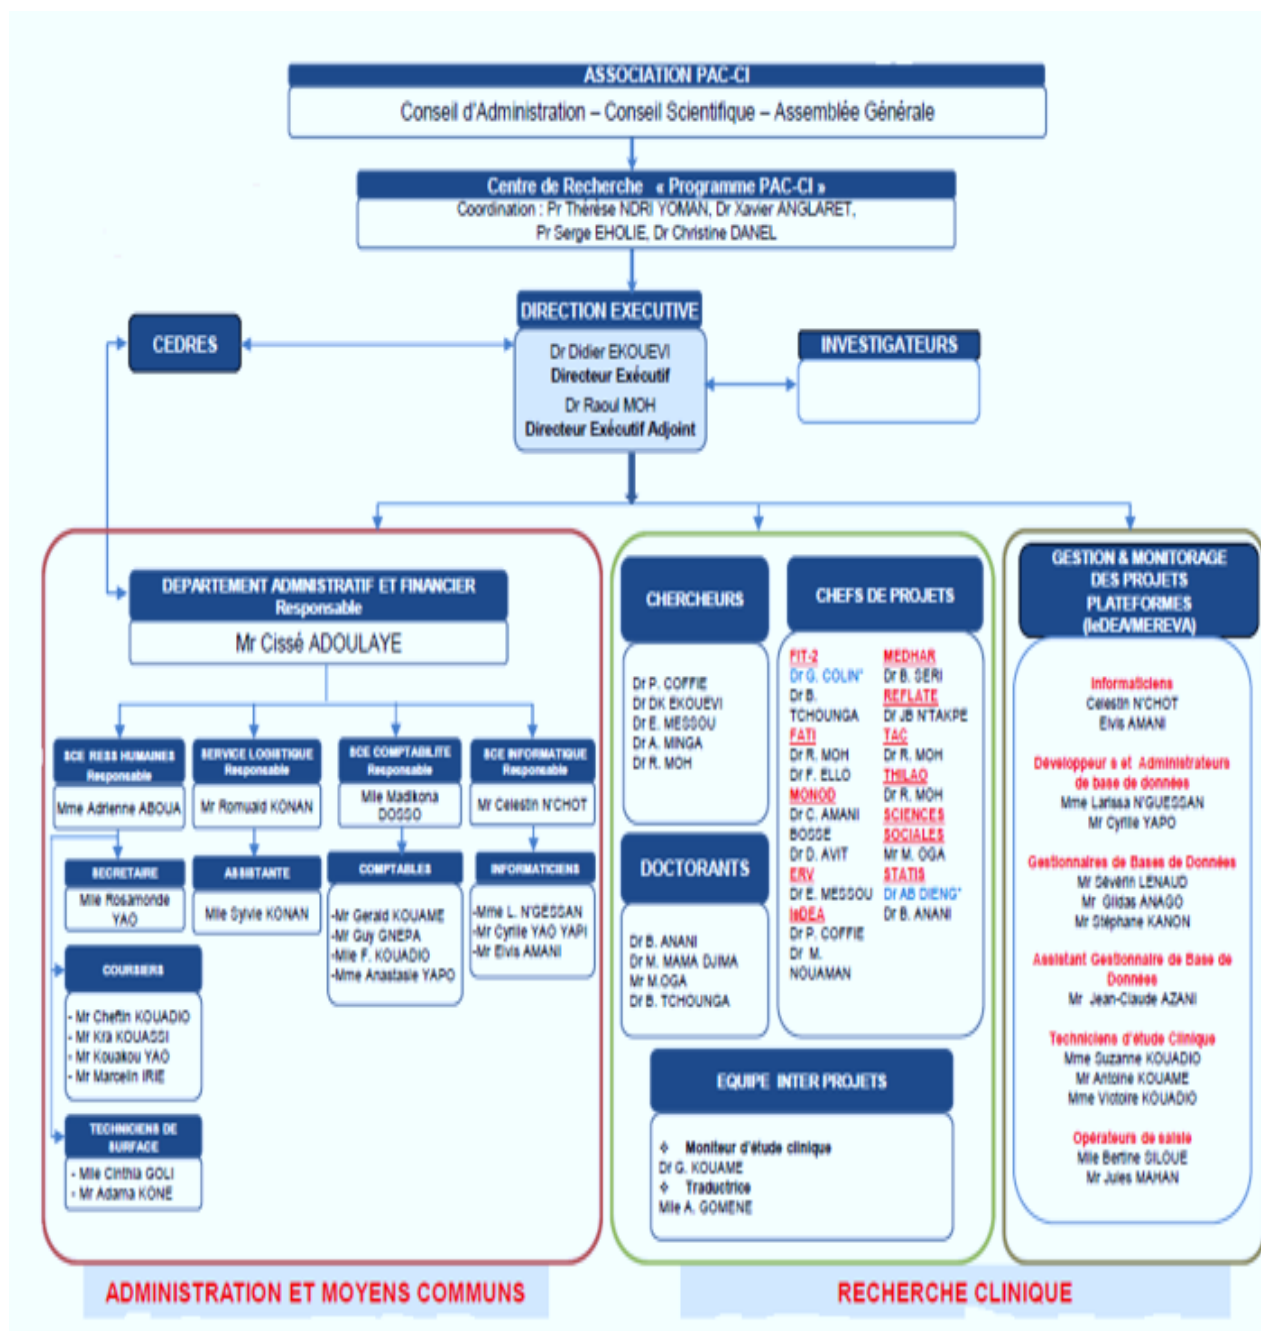 ASSOCIATION PAC-CI
Conseil d'Administration – Conseil Scientifique – Assemblée Générale
Centre de Recherche « Programme PAC-CI »
Coordination : Pr Thérèse NDRI YOMAN, Dr Xavier ANGLARET,
Pr Serge EHOLIE, Dr Christine DANEL
DIRECTION EXECUTIVE
Dr Didier EKOUEVI
Directeur Exécutif
Dr Raoul MOH
Directeur Exécutif Adjoint
CEDRES
INVESTIGATEURS
DEPARTEMENT ADMNISTRATIF ET FINANCIER
Responsable
Mr Cissé ADOULAYE
SCE RESS HUMAINES
Responsable
Mme Adrienne ABOUA
SERVICE LOGISTIQUE
Responsable
Mr Romuald KONAN
SCE COMPTABILITE
Responsable
Mlle Madikona
DOSSO
SCE INFORMATIQUE
Responsable
Mr Celestin N'CHOT
SECRETAIRE
Mlle Rosamonde
YAO
ASSISTANTE
Mlle Sylvie KONAN
COMPTABLES
-Mr Gerald KOUAME
-Mr Guy GNEPA
-Mlle F. KOUADIO
-Mme Anastasie YAPO
INFORMATICIENS
-Mme L. N'GESSAN
-Mr Cyrille YAO YAPI
-Mr Elvis AMANI
COURSIERS
- Mr Cheftin KOUADIO
- Mr Kra KOUASSI
- Mr Kouakou YAO
- Mr Marcelin IRIE
TECHNICIENS DE
SURFACE
- Mlle Cinthia GOLI
- Mr Adama KONE
ADMINISTRATION ET MOYENS COMMUNS
CHERCHEURS
Dr P. COFFIE
Dr DK EKOUEVI
Dr E. MESSOU
Dr A. MINGA
Dr R. MOH
DOCTORANTS
Dr B. ANANI
Dr M. MAMA DJIMA
Mr M.OGA
Dr B. TCHOUNGA
CHEFS DE PROJETS
FIT-2
Dr G. COLIN*
Dr B.
TCHOUNGA
FATI
Dr R. MOH
Dr F. ELLO
MONOD
Dr C. AMANI
BOSSE
Dr D. AVIT
ERV
Dr E. MESSOU
IeDEA
Dr P. COFFIE
Dr M.
NOUAMAN
MEDHAR
Dr B. SERI
REFLATE
Dr JB N'TAKPE
TAC
Dr R. MOH
THILAO
Dr R. MOH
SCIENCES
SOCIALES
Mr M. OGA
STATIS
Dr AB DIENG*
Dr B. ANANI
EQUIPE INTER PROJETS
❖ Moniteur d'étude clinique
Dr G. KOUAME
❖ Traductrice
Mlle A. GOMENE
GESTION & MONITORAGE
DES PROJETS
PLATEFORMES
(IeDEA/MEREVA)
Informaticiens
Celestin N'CHOT
Elvis AMANI
Développeur s et Administrateurs
de base de données
Mme Larissa N'GUESSAN
Mr Cyrille YAPO
Gestionnaires de Bases de Données
Mr Sévérin LENAUD
Mr Gildas ANAGO
Mr Stéphane KANON
Assistant Gestionnaire de Base de
Données
Mr Jean-Claude AZANI
Techniciens d'étude Clinique
Mme Suzanne KOUADIO
Mr Antoine KOUAME
Mme Victoire KOUADIO
Opérateurs de saisie
Mlle Bertine SILOUE
Mr Jules MAHAN
RECHERCHE CLINIQUE